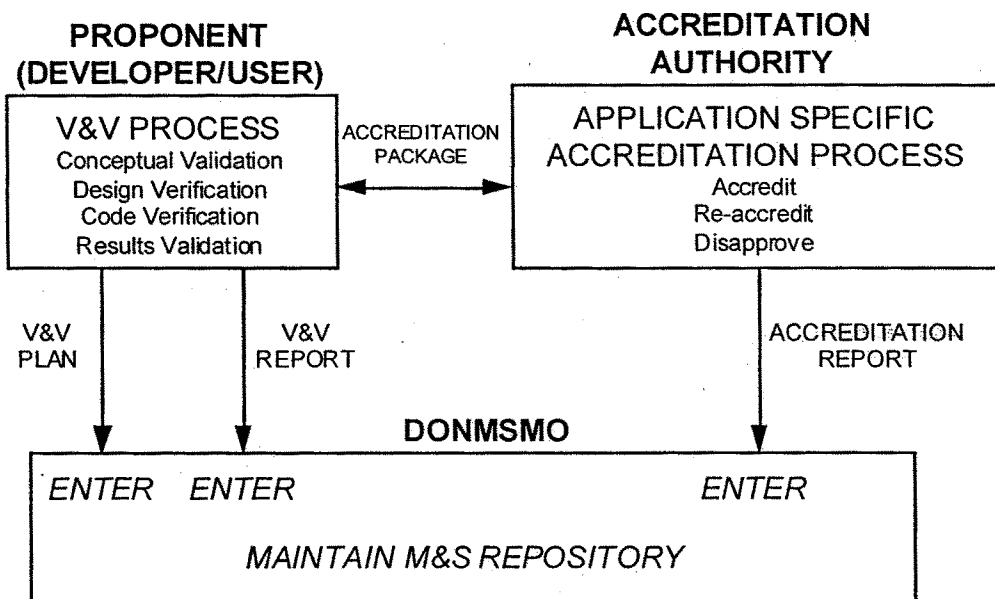 PROPONENT
(DEVELOPER/USER)
V&V PROCESS
Conceptual Validation
Design Verification
Code Verification
Results Validation
ACCREDITATION
PACKAGE
ACCREDITATION
AUTHORITY
APPLICATION SPECIFIC
ACCREDITATION PROCESS
Accredit
Re-accredit
Disapprove
V&V
PLAN
V&V
REPORT
ACCREDITATION
REPORT
DONMSMO
ENTER
ENTER
ENTER
MAINTAIN M&S REPOSITORY